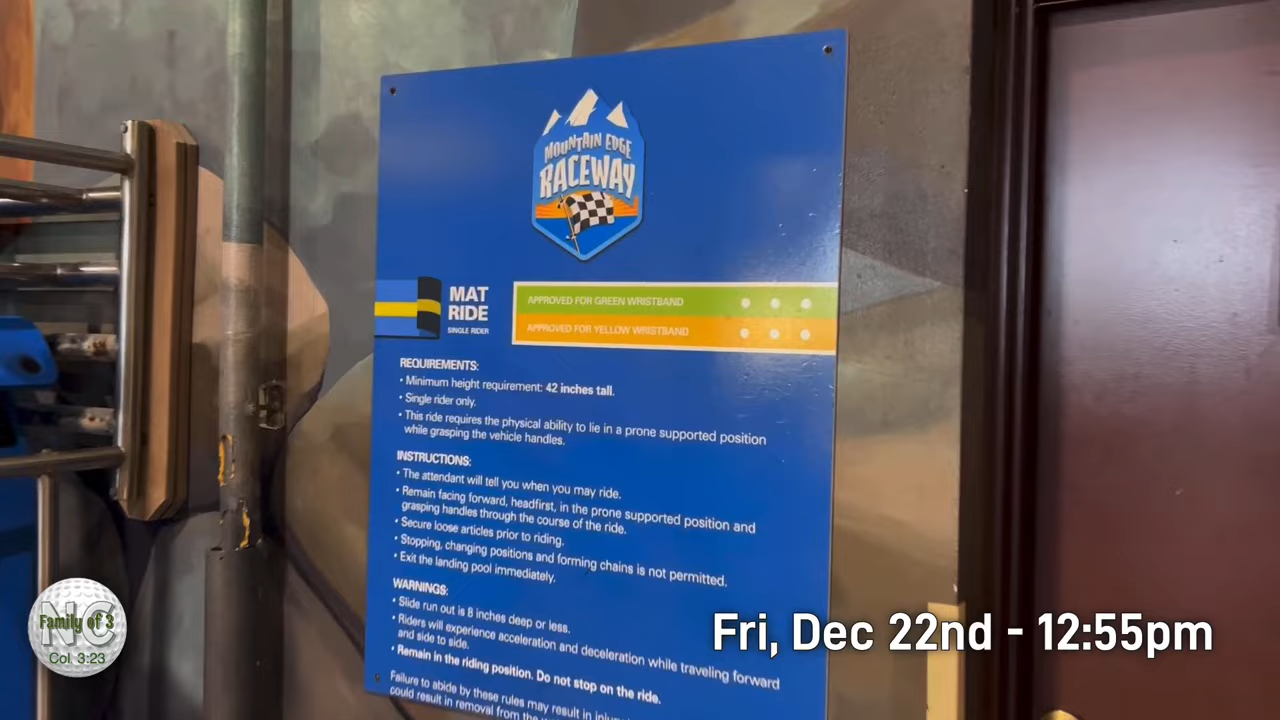 MOUNTAIN EDGE
RACEWAY
MAT
RIDE
SINGLE RIDER
APPROVED FOR GREEN WRISTBAND
APPROVED FOR YELLOW WRISTBAND
REQUIREMENTS:
• Minimum height requirement: 42 inches tall.
• Single rider only.
• This ride requires the physical ability to lie in a prone supported position
while grasping the vehicle handles.
INSTRUCTIONS:
• The attendant will tell you when you may ride.
• Remain facing forward, headfirst, in the prone supported position and
grasping handles through the course of the ride.
• Secure loose articles prior to riding.
• Stopping, changing positions and forming chains is not permitted.
• Exit the landing pool immediately.
WARNINGS:
• Slide run out is 8 inches deep or less.
• Riders will experience acceleration and deceleration while traveling forward
and side to side.
• Remain in the riding position. Do not stop on the ride.
Failure to abide by these rules may result in
could result in removal from the
NC
Family of 3
Col 3:23
Fri, Dec 22nd - 12:55pm